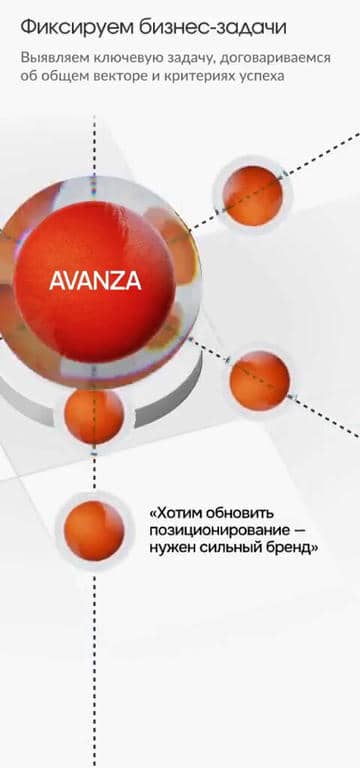 Фиксируем бизнес-задачи
Выявляем ключевую задачу, договариваемся
об общем векторе и критериях успеха
AVANZA
«Хотим обновить
позиционирование —
нужен сильный бренд»